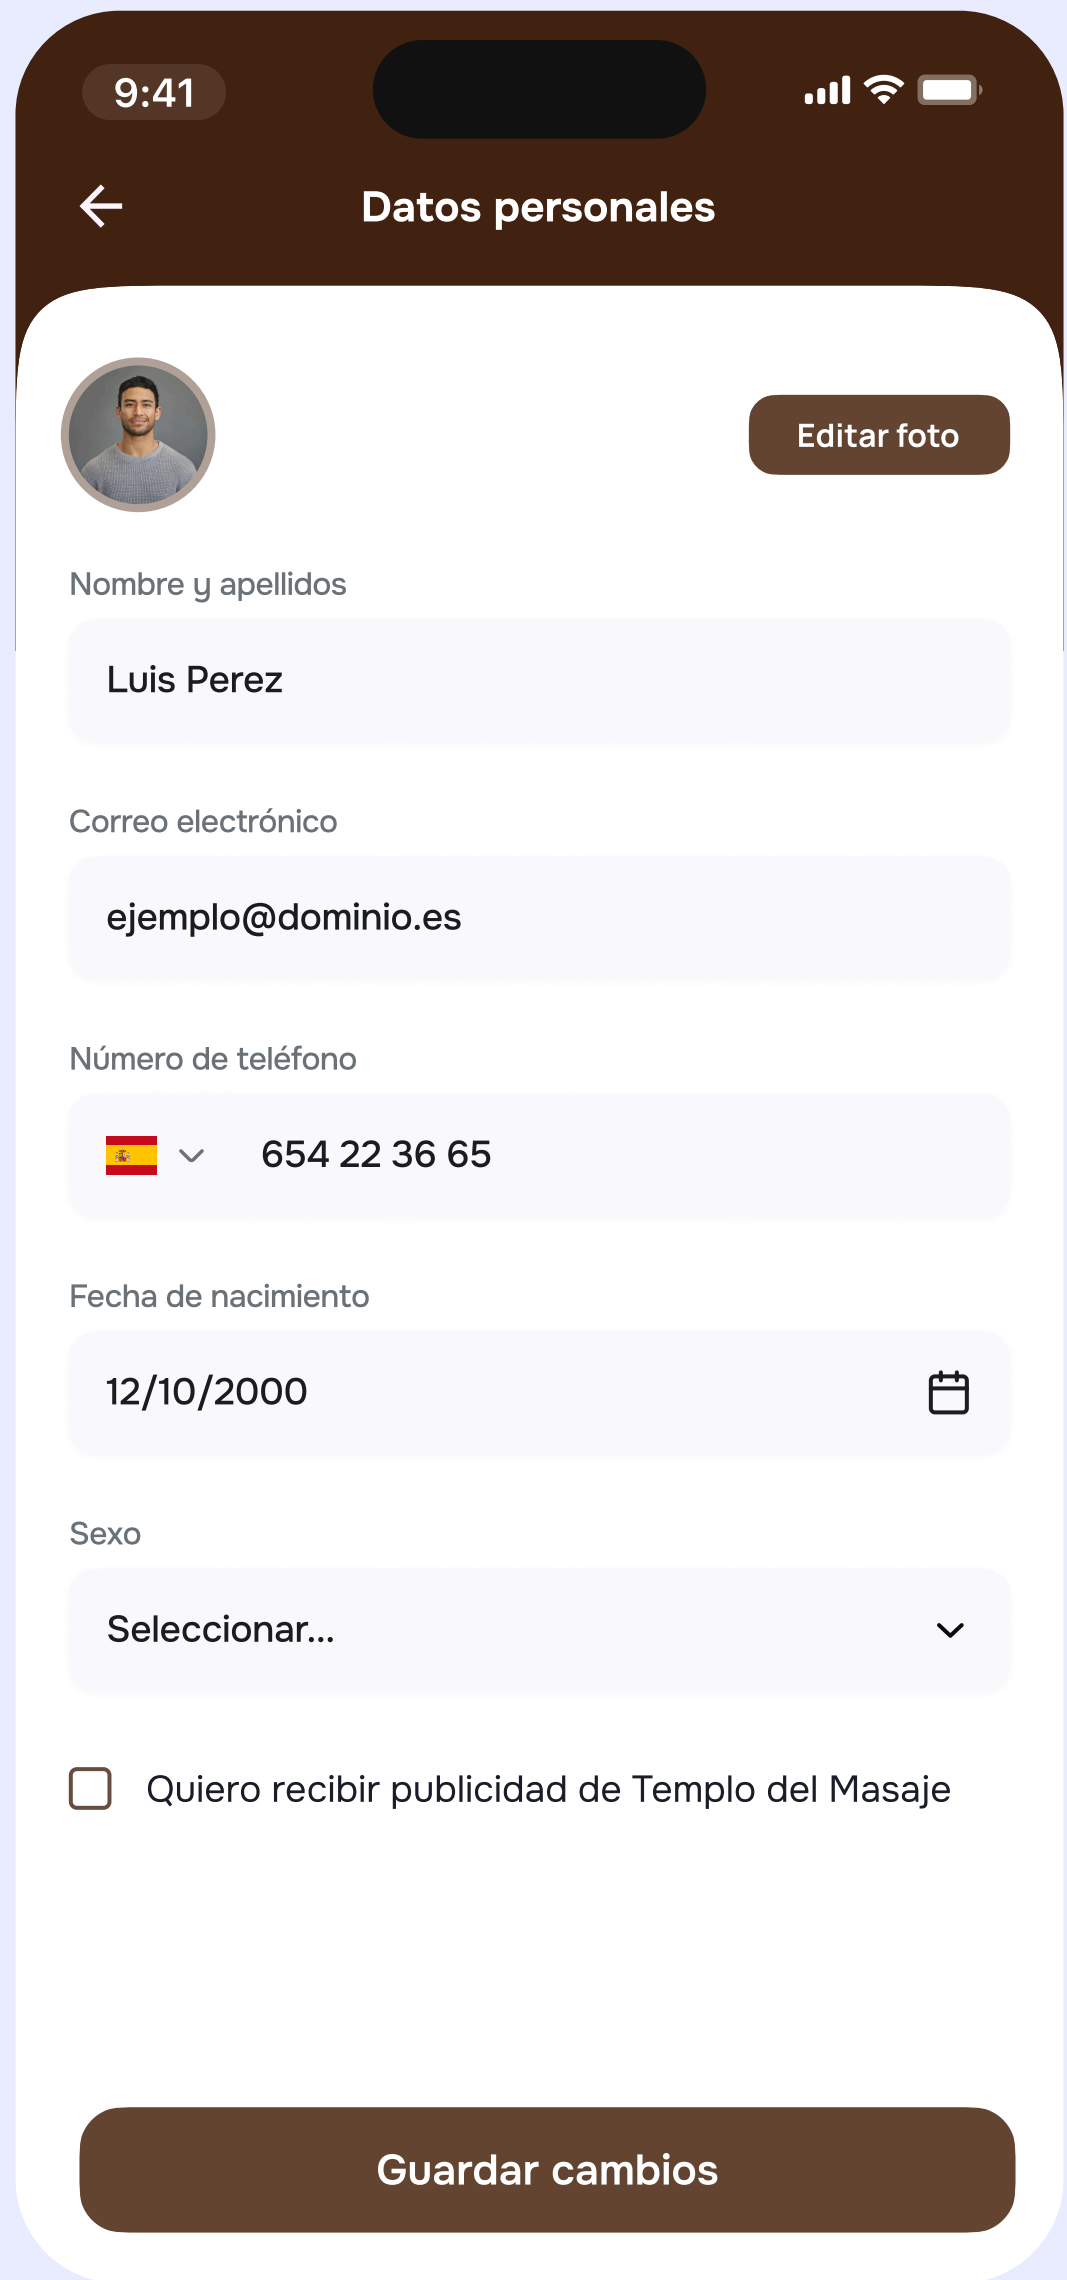 9:41
Datos personales
Editar foto
Nombre y apellidos
Luis Perez
Correo electrónico
ejemplo@dominio.es
Número de teléfono
654 22 36 65
Fecha de nacimiento
12/10/2000
Sexo
Seleccionar...
Quiero recibir publicidad de Templo del Masaje
Guardar cambios